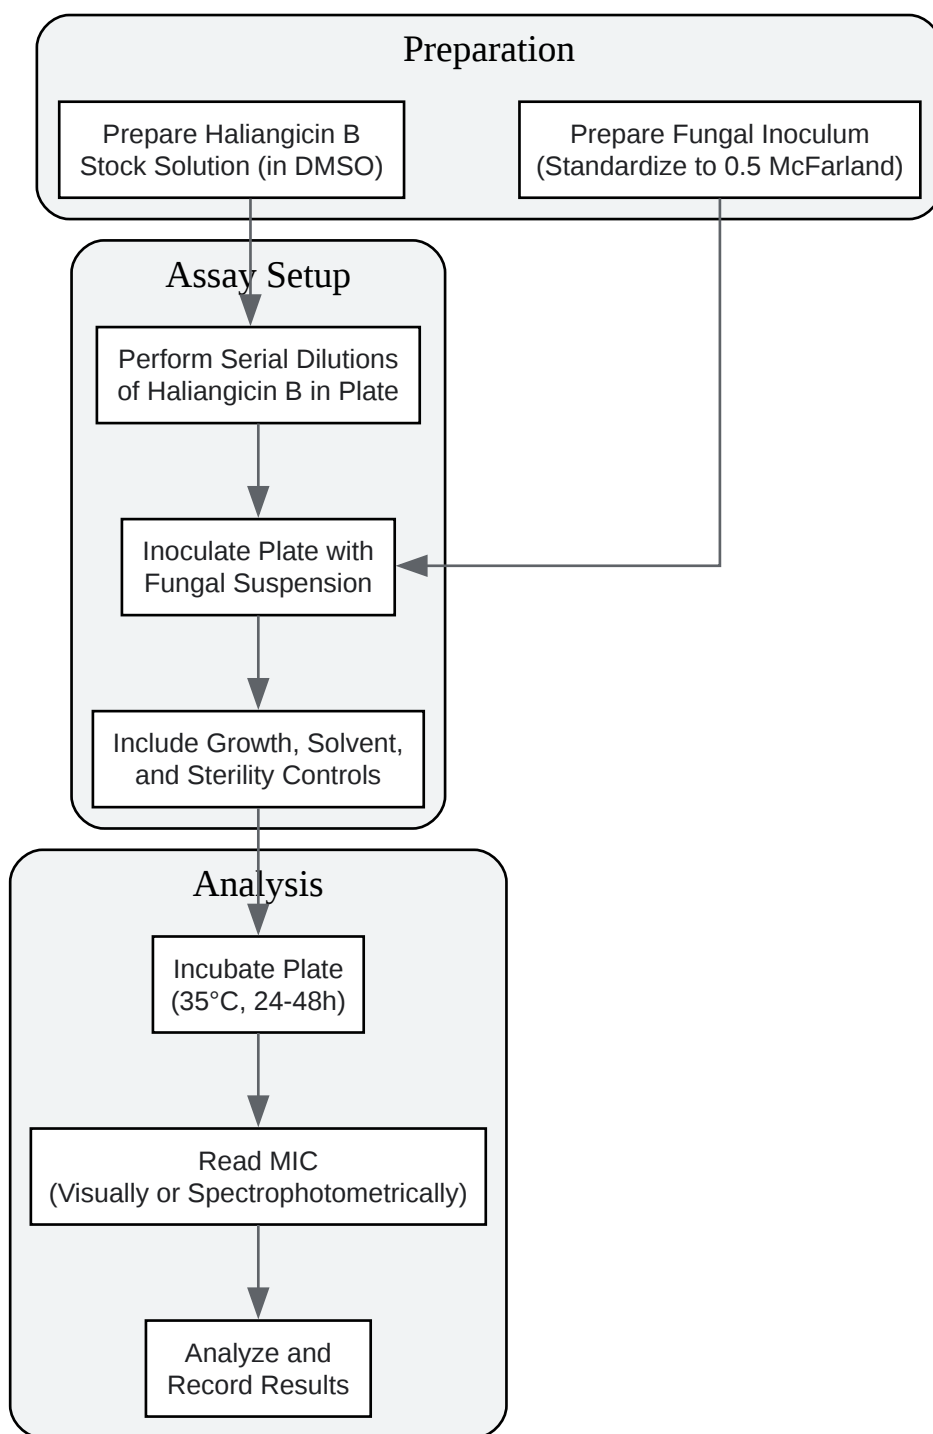 Preparation
Prepare Haliangicin B
Stock Solution (in DMSO)
Prepare Fungal Inoculum
(Standardize to 0.5 McFarland)
Assay Setup
Perform Serial Dilutions
of Haliangicin B in Plate
Inoculate Plate with
Fungal Suspension
Include Growth, Solvent,
and Sterility Controls
Analysis
Incubate Plate
(35°C, 24-48h)
Read MIC
(Visually or Spectrophotometrically)
Analyze and
Record Results